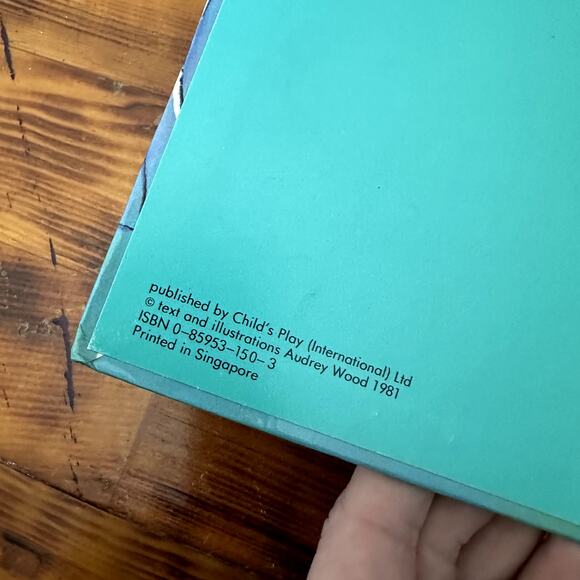 published by Child's Play (International) Ltd
© text and illustrations Audrey Wood 1981
ISBN 0–85953–150– 3
Printed in Singapore